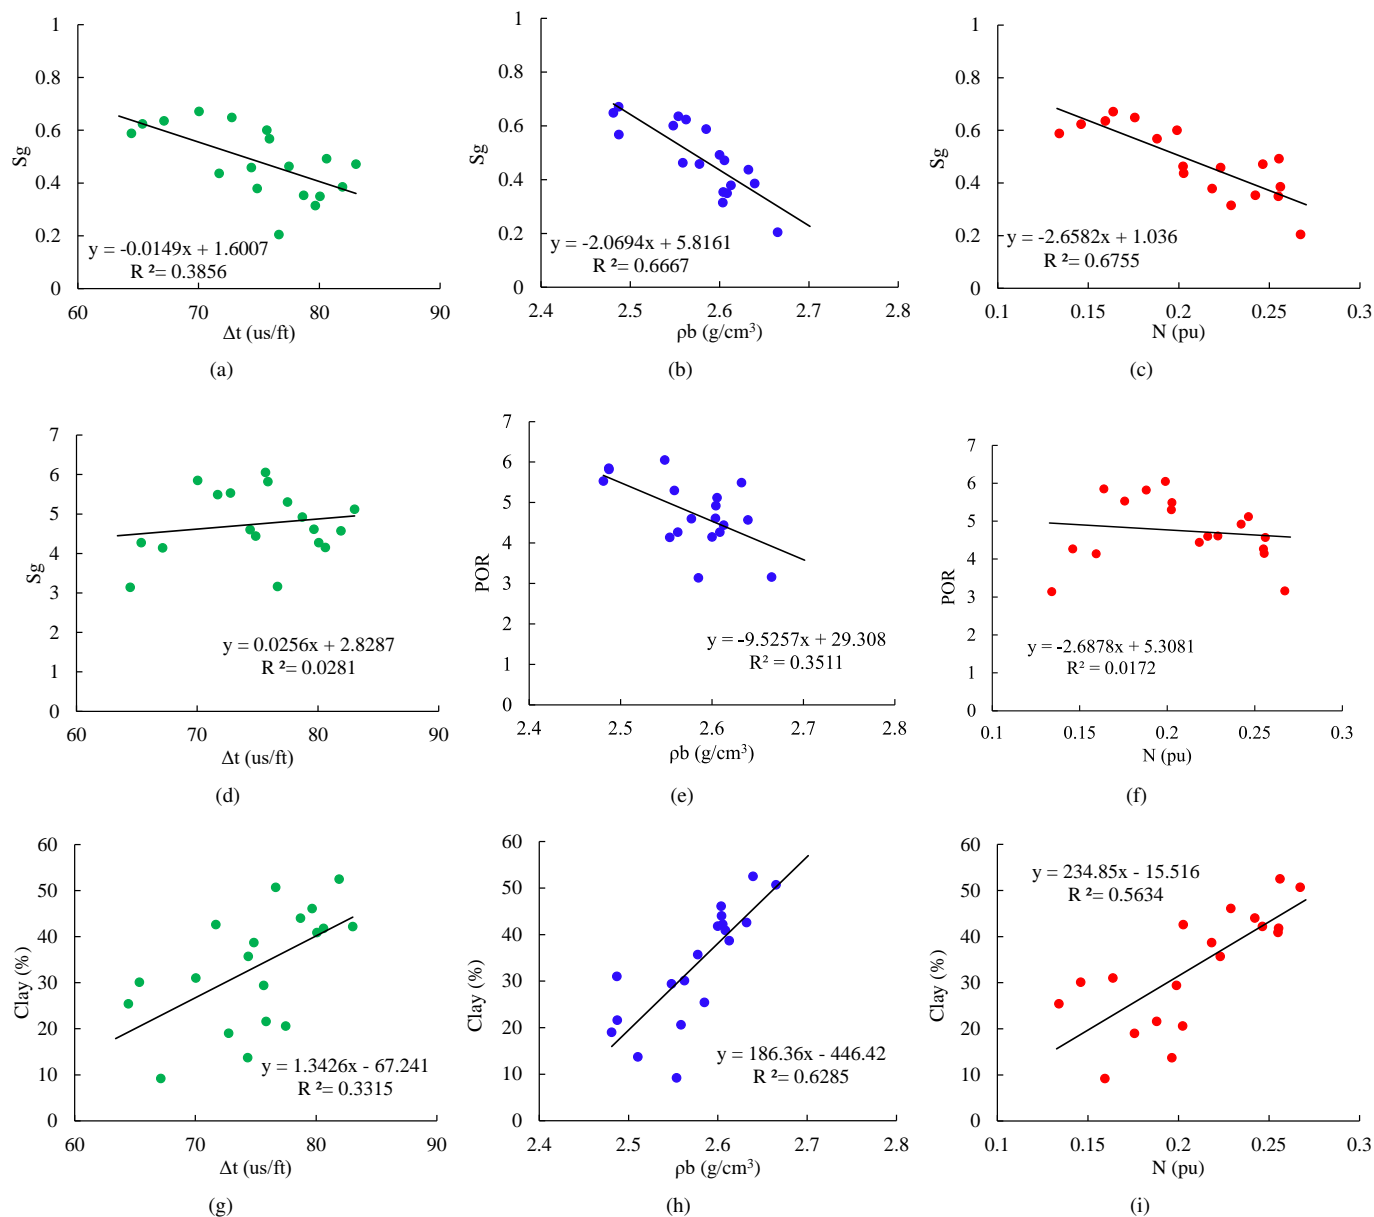 1
0.8
0.6
0.4
0.2
0
Sg
y = -0.0149x + 1.6007
R ²= 0.3856
60 70 80 90
Δt (us/ft)
(a)
1
0.8
0.6
0.4
0.2
0
Sg
y = -2.0694x + 5.8161
R ²= 0.6667
2.4 2.5 2.6 2.7 2.8
ρb (g/cm³)
(b)
1
0.8
0.6
0.4
0.2
0
Sg
y = -2.6582x + 1.036
R ²= 0.6755
0.1 0.15 0.2 0.25 0.3
N (pu)
(c)
7
6
5
4
3
2
1
0
Sg
y = 0.0256x + 2.8287
R ²= 0.0281
60 70 80 90
Δt (us/ft)
(d)
7
6
5
4
3
2
1
0
POR
y = -9.5257x + 29.308
R² = 0.3511
2.4 2.5 2.6 2.7 2.8
ρb (g/cm³)
(e)
7
6
5
4
3
2
1
0
POR
y = -2.6878x + 5.3081
R² = 0.0172
0.1 0.15 0.2 0.25 0.3
N (pu)
(f)
60
50
40
30
20
10
0
Clay (%)
y = 1.3426x - 67.241
R ²= 0.3315
60 70 80 90
Δt (us/ft)
(g)
60
50
40
30
20
10
0
Clay (%)
y = 186.36x - 446.42
R ²= 0.6285
2.4 2.5 2.6 2.7 2.8
ρb (g/cm³)
(h)
60
50
40
30
20
10
0
Clay (%)
y = 234.85x - 15.516
R ²= 0.5634
0.1 0.15 0.2 0.25 0.3
N (pu)
(i)